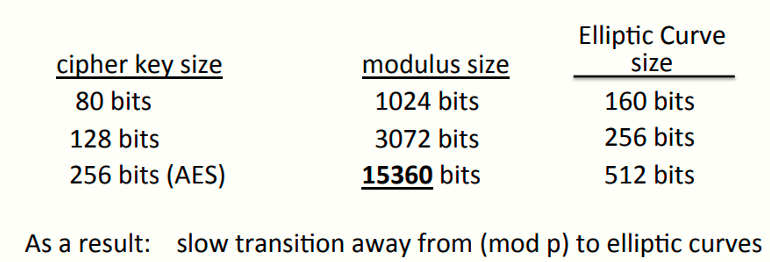 Elliptic Curve
cipher key size modulus size size
80 bits 1024 bits 160 bits
128 bits 3072 bits 256 bits
256 bits (AES) 15360 bits 512 bits
As a result: slow transition away from (mod p) to elliptic curves